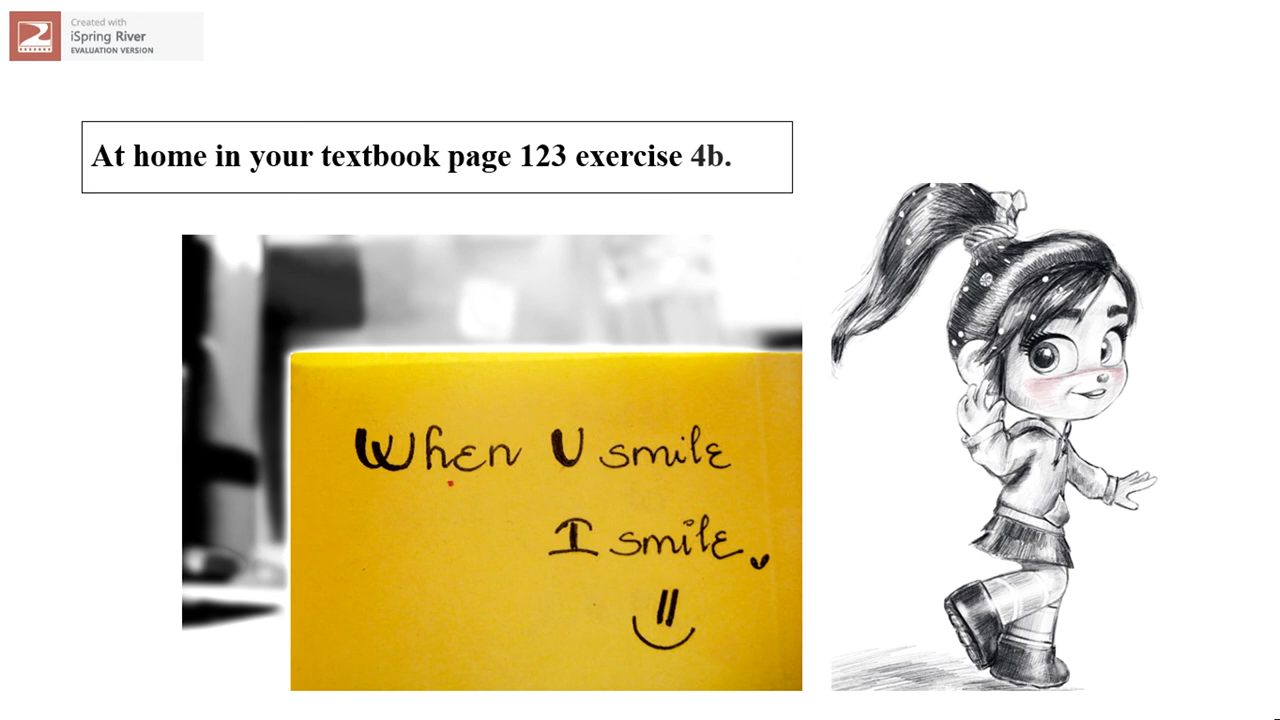 Created with
iSpring River
EVALUATION VERSION
At home in your textbook page 123 exercise 4b.
When U smile
I smile